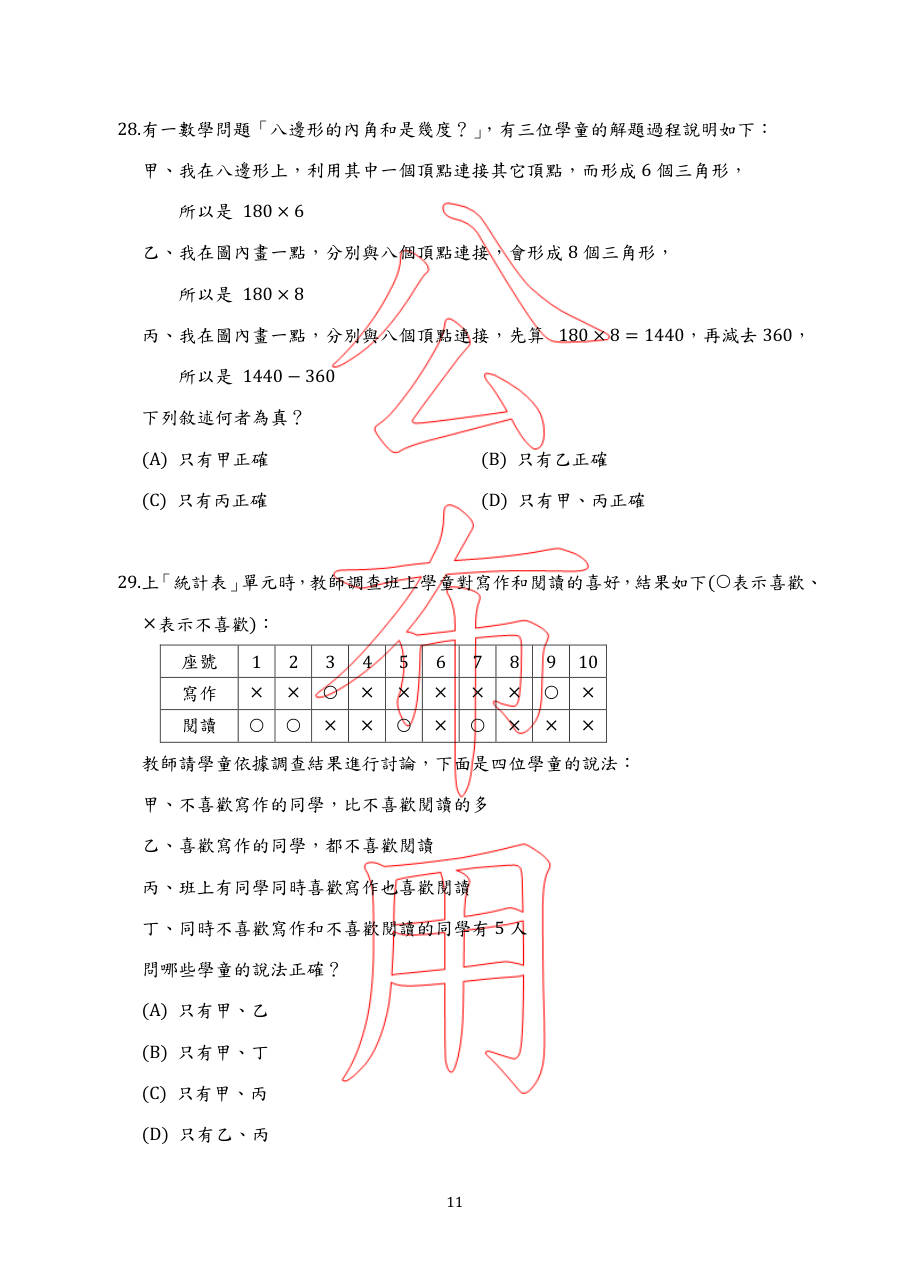 28.有一數學問題「八邊形的內角和是幾度？」，有三位學童的解題過程說明如下：
甲、我在八邊形上，利用其中一個頂點連接其它頂點，而形成 6 個三角形，
所以是 180 × 6
乙、我在圖內畫一點，分別與八個頂點連接，會形成 8 個三角形，
所以是 180 × 8
丙、我在圖內畫一點，分別與八個頂點連接，先算 180 × 8 = 1440，再減去 360，
所以是 1440 − 360
下列敘述何者為真？
(A) 只有甲正確 (B) 只有乙正確
(C) 只有丙正確 (D) 只有甲、丙正確
29.上「統計表」單元時，教師調查班上學童對寫作和閱讀的喜好，結果如下(○表示喜歡、
×表示不喜歡)：
座號 1 2 3 4 5 6 7 8 9 10
寫作 × × ○ × × × × × ○ ×
閱讀 ○ ○ × × ○ × ○ × × ×
教師請學童依據調查結果進行討論，下面是四位學童的說法：
甲、不喜歡寫作的同學，比不喜歡閱讀的多
乙、喜歡寫作的同學，都不喜歡閱讀
丙、班上有同學同時喜歡寫作也喜歡閱讀
丁、同時不喜歡寫作和不喜歡閱讀的同學有 5 人
問哪些學童的說法正確？
(A) 只有甲、乙
(B) 只有甲、丁
(C) 只有甲、丙
(D) 只有乙、丙
11
公布用